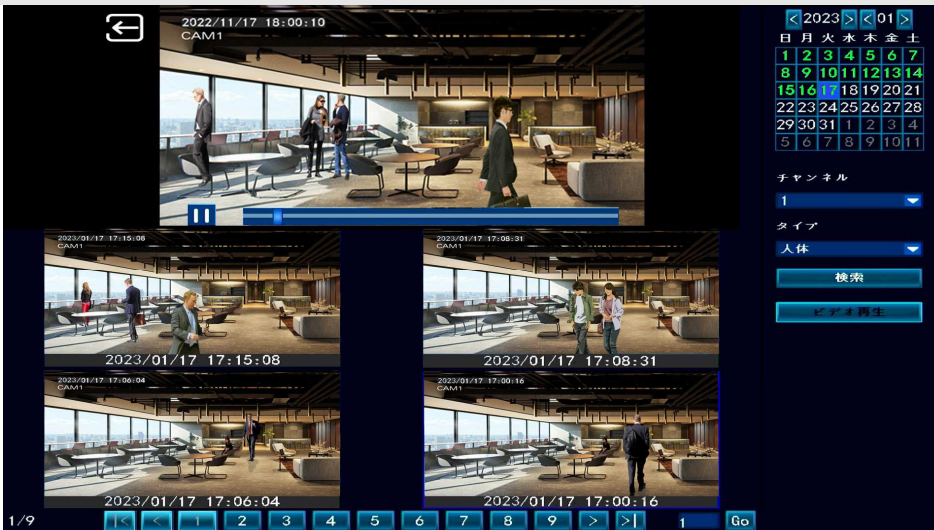 2022/11/17 18:00:10
CAM1
2023/01/17 17:15:08
CAM1
2023/01/17 17:15:08
2023/01/17 17:08:31
CAM1
2023/01/17 17:08:31
2023/01/17 17:06:04
CAM1
2023/01/17 17:06:04
2023/01/17 17:00:16
CAM1
2023/01/17 17:00:16
1/9
|< < 1 2 3 4 5 6 7 8 9 > >| 1 Go
< 2023 > < 01 >
日 月 火 水 木 金 土
1 2 3 4 5 6 7
8 9 10 11 12 13 14
15 16 17 18 19 20 21
22 23 24 25 26 27 28
29 30 31 1 2 3 4
5 6 7 8 9 10 11
チャンネル
1
タイプ
人体
検索
ビデオ再生